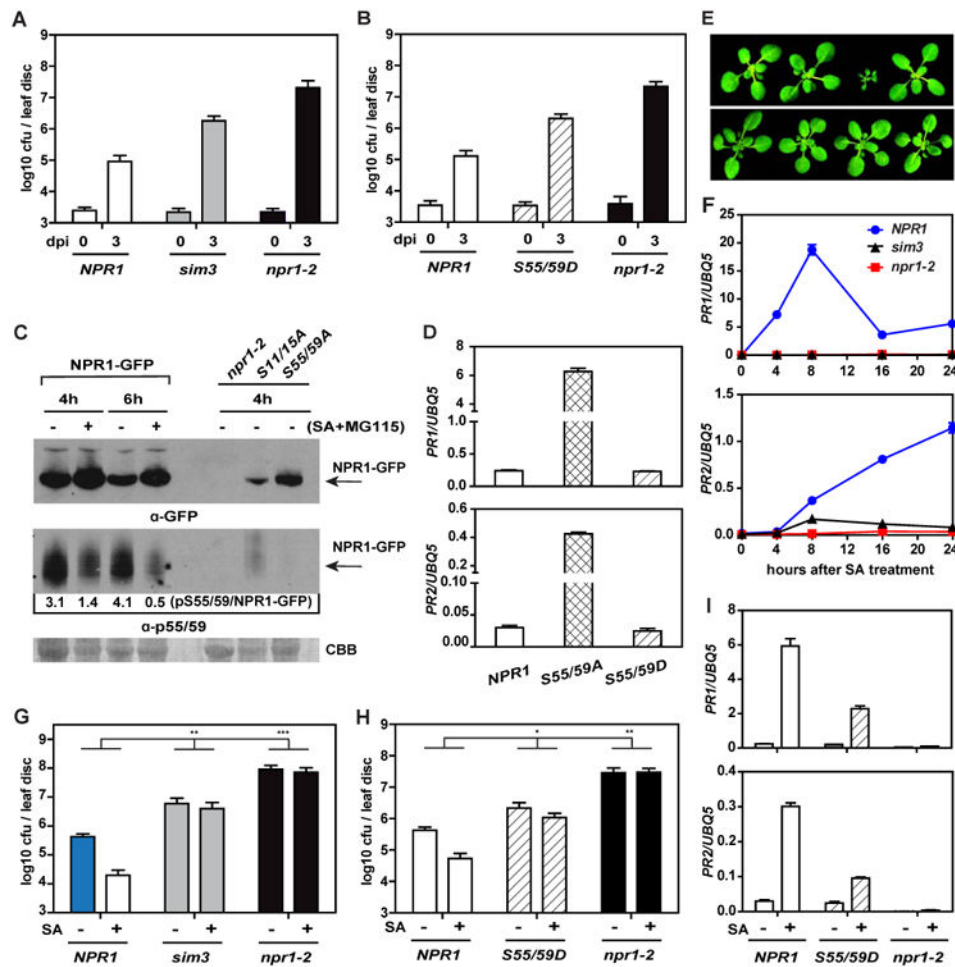 A
log10 cfu / leaf disc
9
8
7
6
5
4
3
dpi 0 3 0 3 0 3
NPR1 sim3 npr1-2
B
log10 cfu / leaf disc
9
8
7
6
5
4
3
dpi 0 3 0 3 0 3
NPR1 S55/59D npr1-2
E
C
NPR1-GFP
npr1-2 S11/15A S55/59A
4h 6h 4h
- + - + - - - (SA+MG115)
NPR1-GFP
α-GFP
NPR1-GFP
3.1 1.4 4.1 0.5 (pS55/59/NPR1-GFP)
α-p55/59
CBB
D
PR1/UBQ5
8
6
4
0.50
0.25
0.00
PR2/UBQ5
0.6
0.4
0.2
0.10
0.05
0.00
NPR1 S55/59A S55/59D
F
PR1/UBQ5
25
20
15
10
5
0
NPR1
sim3
npr1-2
0 4 8 12 16 20 24
PR2/UBQ5
1.5
1.0
0.5
0.0
0 4 8 12 16 20 24
hours after SA treatment
G
log10 cfu / leaf disc
9
8
7
6
5
4
3
** ***
SA - + - + - +
NPR1 sim3 npr1-2
H
log10 cfu / leaf disc
9
8
7
6
5
4
3
* **
SA - + - + - +
NPR1 S55/59D npr1-2
I
PR1/UBQ5
8
6
4
2
0
PR2/UBQ5
0.4
0.3
0.2
0.1
0.0
SA - + - + - +
NPR1 S55/59D npr1-2